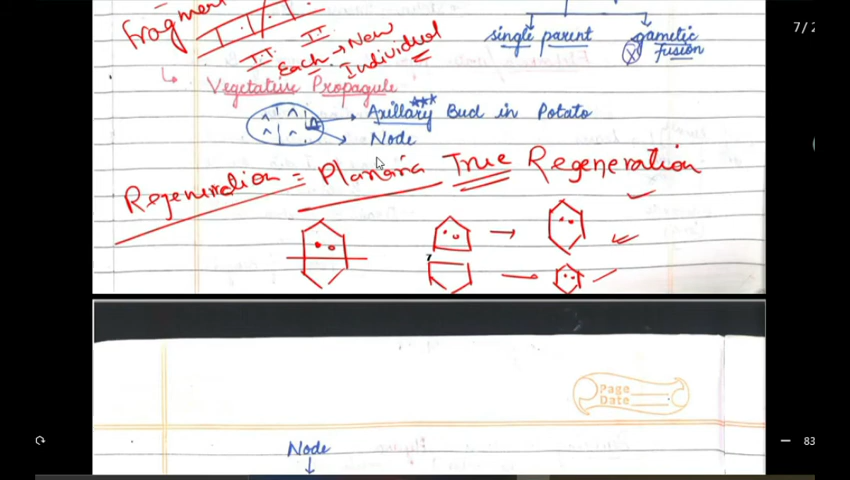 Fragment
single parent
gametic
fusion
Each → New
Individual
Vegetative Propagule
Axillary*** Bud in Potato
Node
Regeneration = Planaria True Regeneration
Page
Date
Node
7/2
83